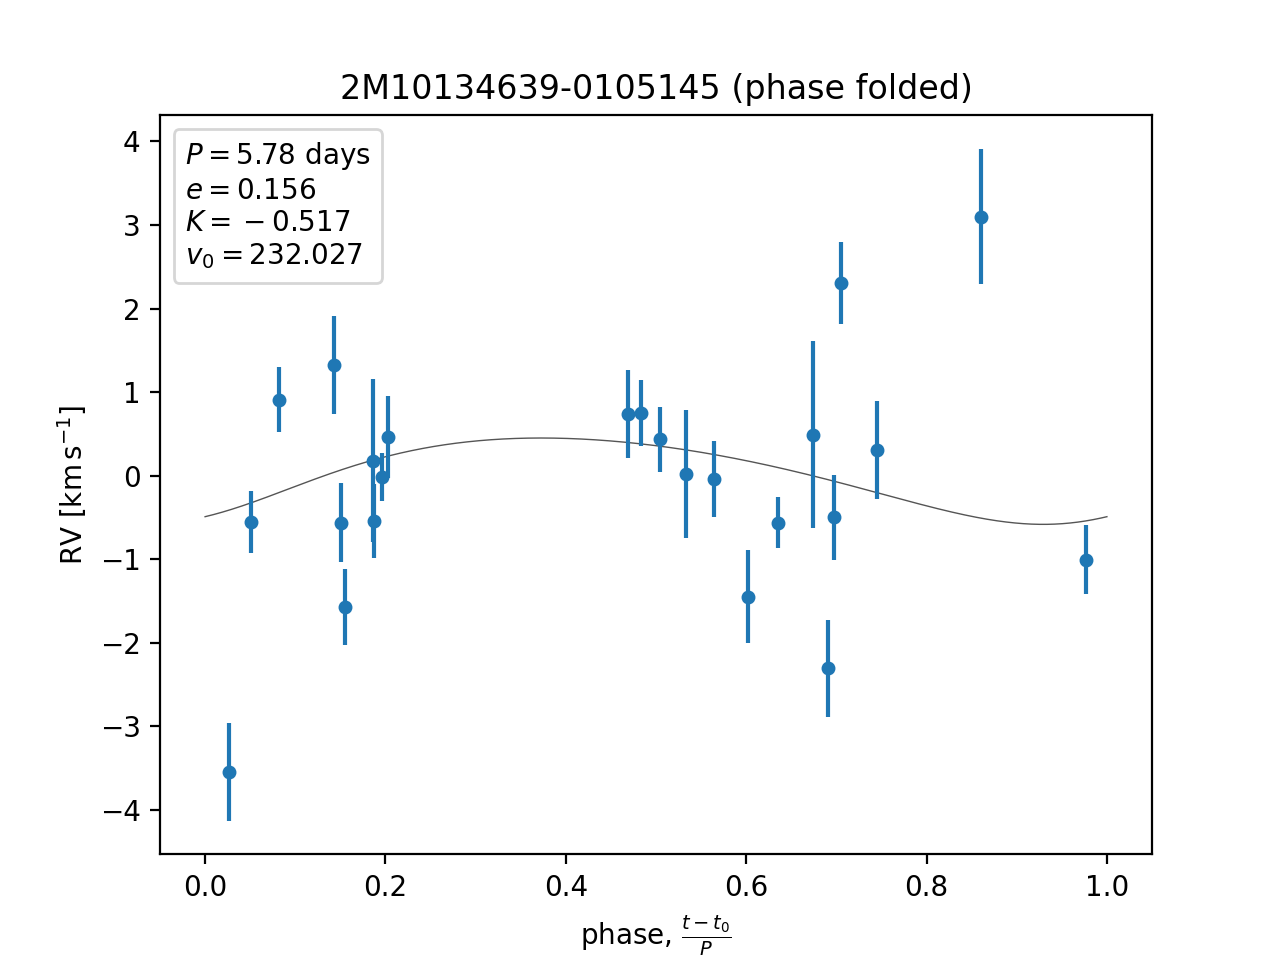 2M10134639-0105145 (phase folded)
P = 5.78 days
e = 0.156
K = −0.517
v₀ = 232.027
4
3
2
1
0
−1
−2
−3
−4
RV [km s⁻¹]
0.0 0.2 0.4 0.6 0.8 1.0
phase, (t − t₀)/P